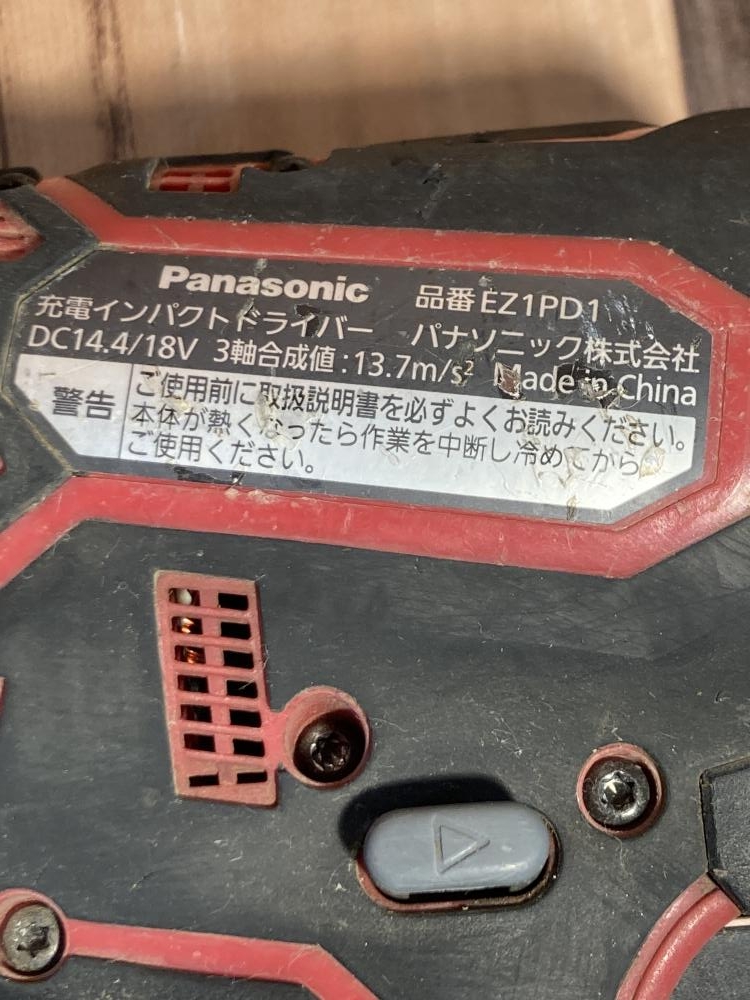 Panasonic 品番 EZ1PD1
充電インパクトドライバー パナソニック株式会社
DC14.4/18V 3軸合成値:13.7m/s² Made in China
警告
ご使用前に取扱説明書を必ずよくお読みください。
本体が熱くなったら作業を中断し冷めてから
ご使用ください。